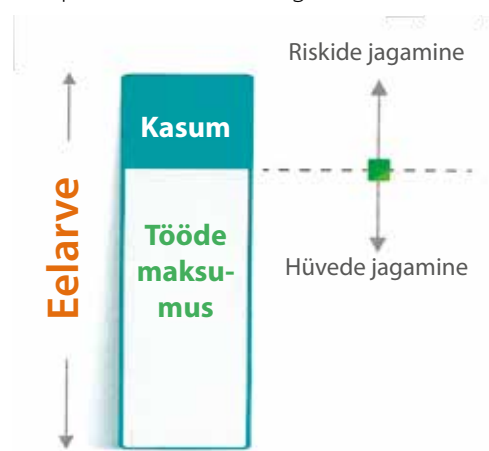 Riskide jagamine
Kasum
Eelarve
Tööde
maksu-
mus
Hüvede jagamine